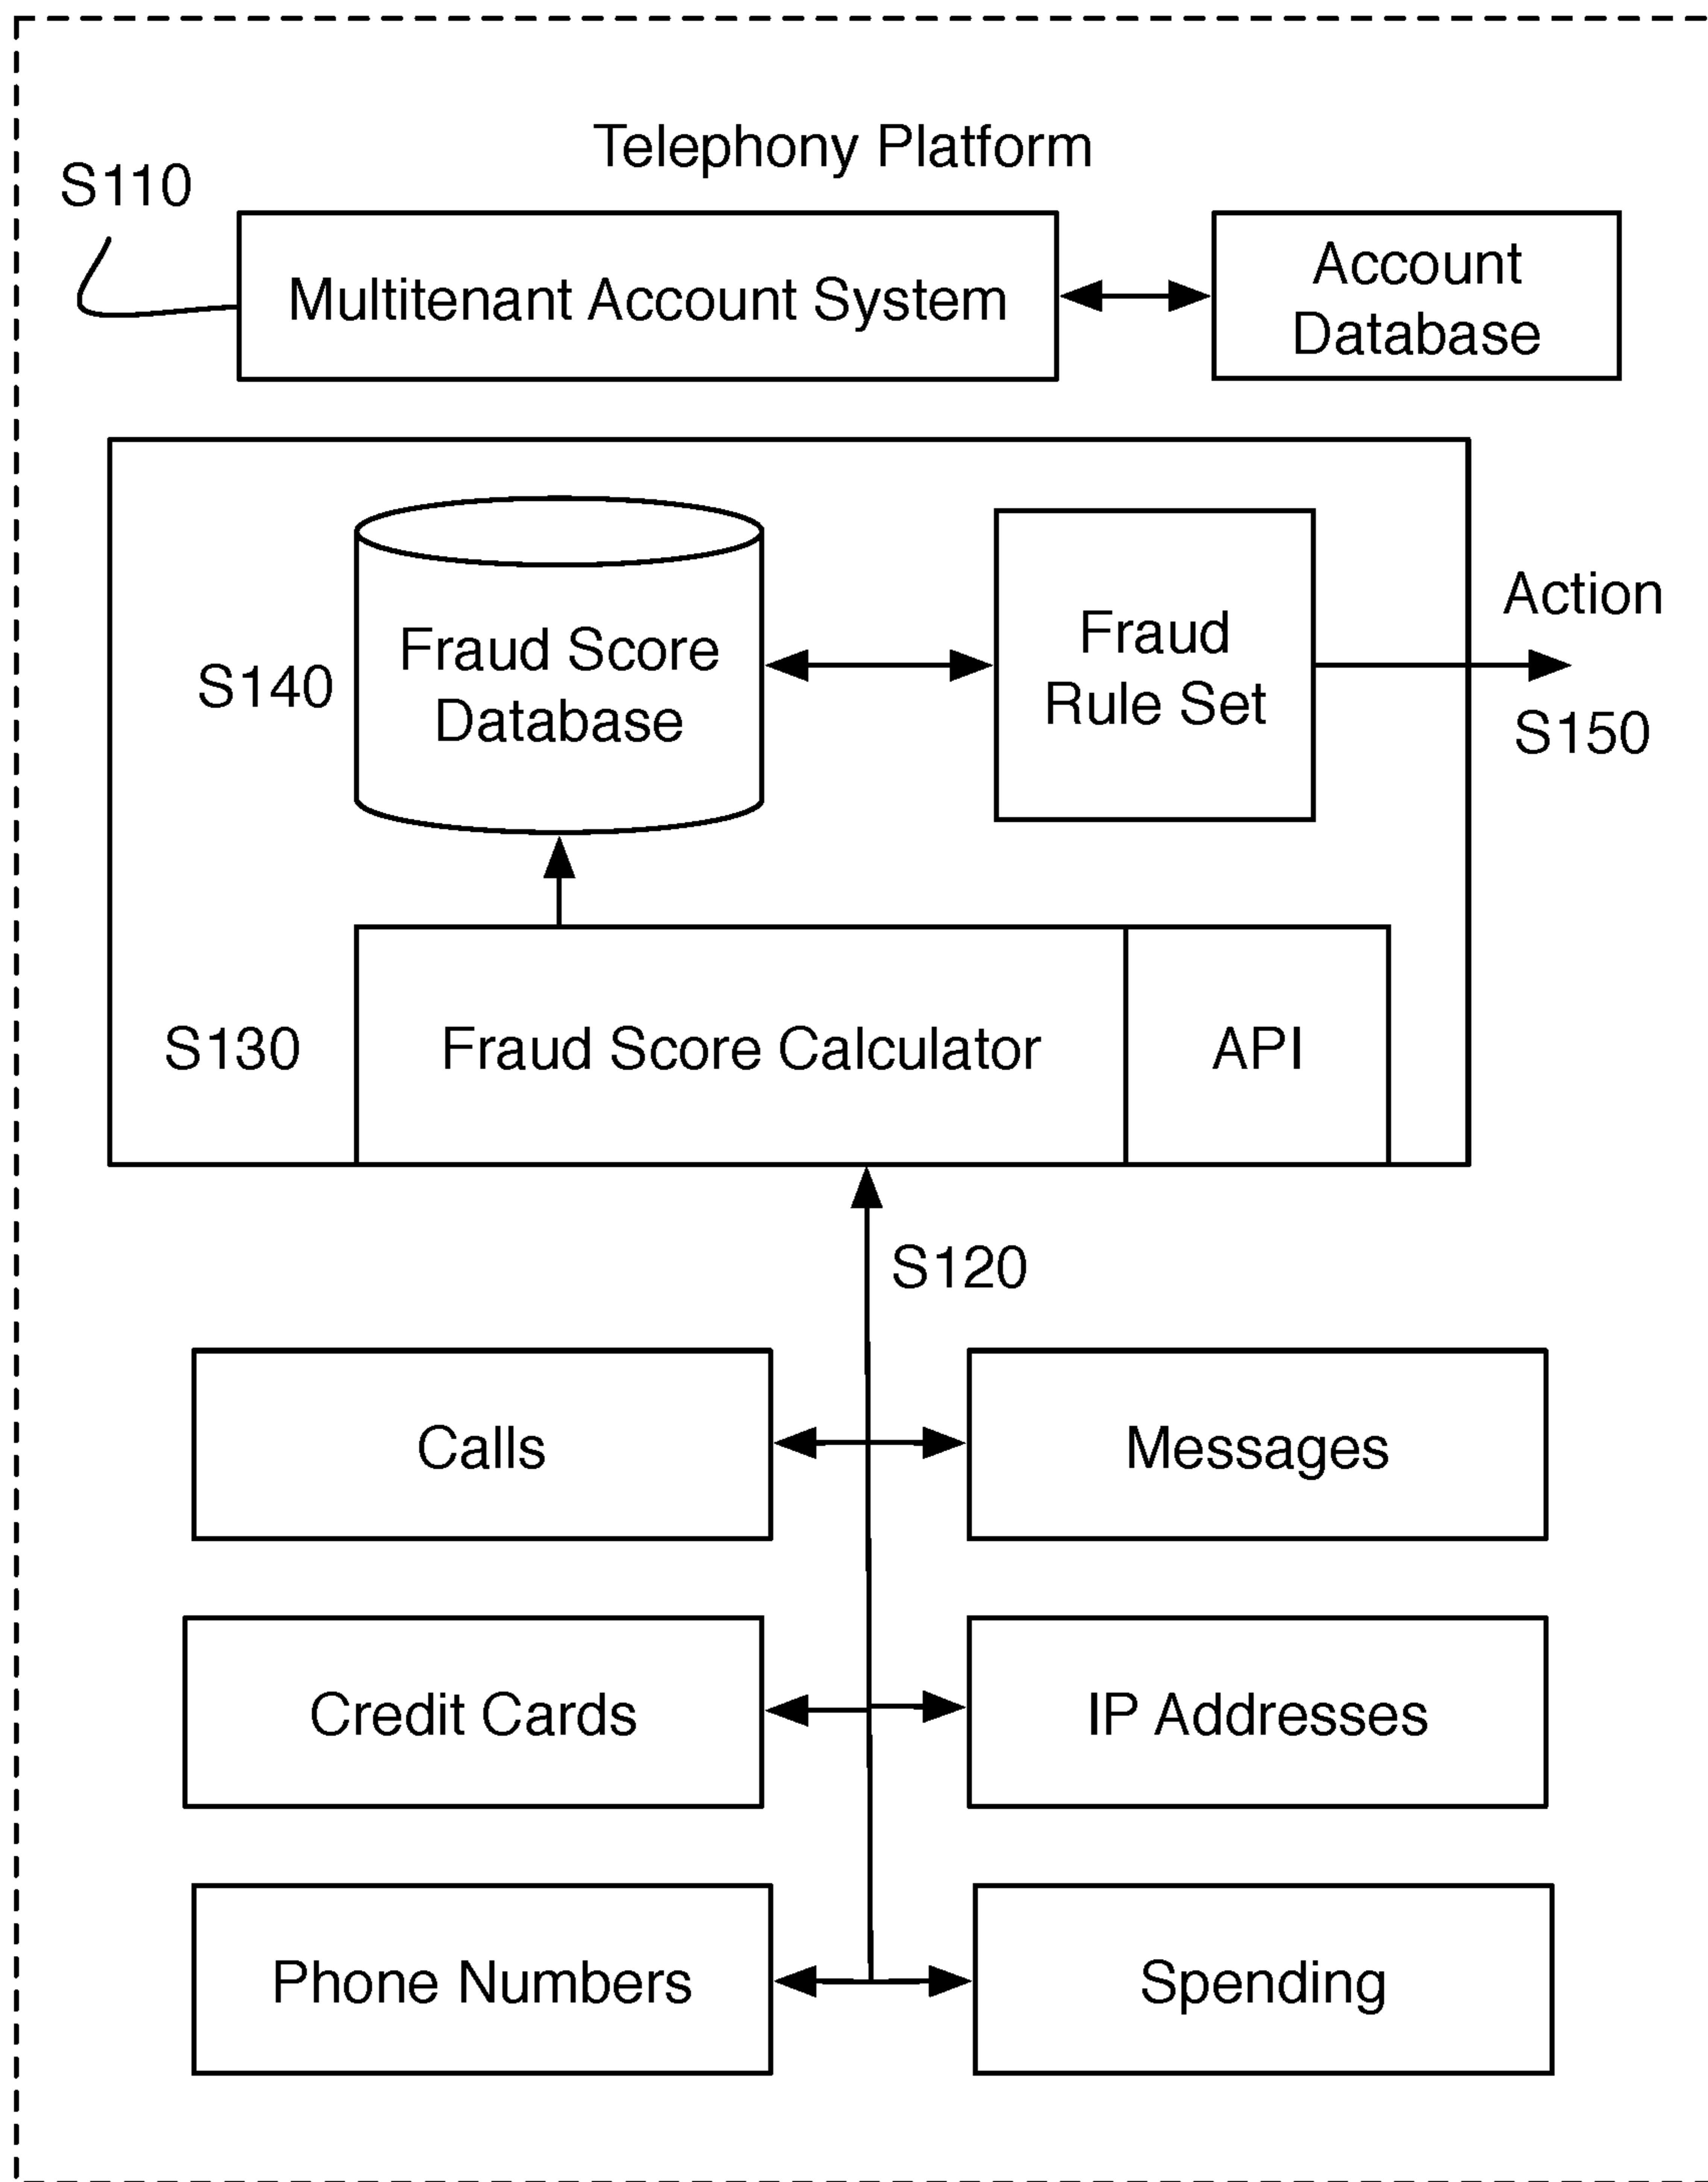 Telephony Platform
S110
Multitenant Account System
Account
Database
Fraud Score
Database
S140
Fraud
Rule Set
Action
S150
S130
Fraud Score Calculator
API
S120
Calls
Messages
Credit Cards
IP Addresses
Phone Numbers
Spending